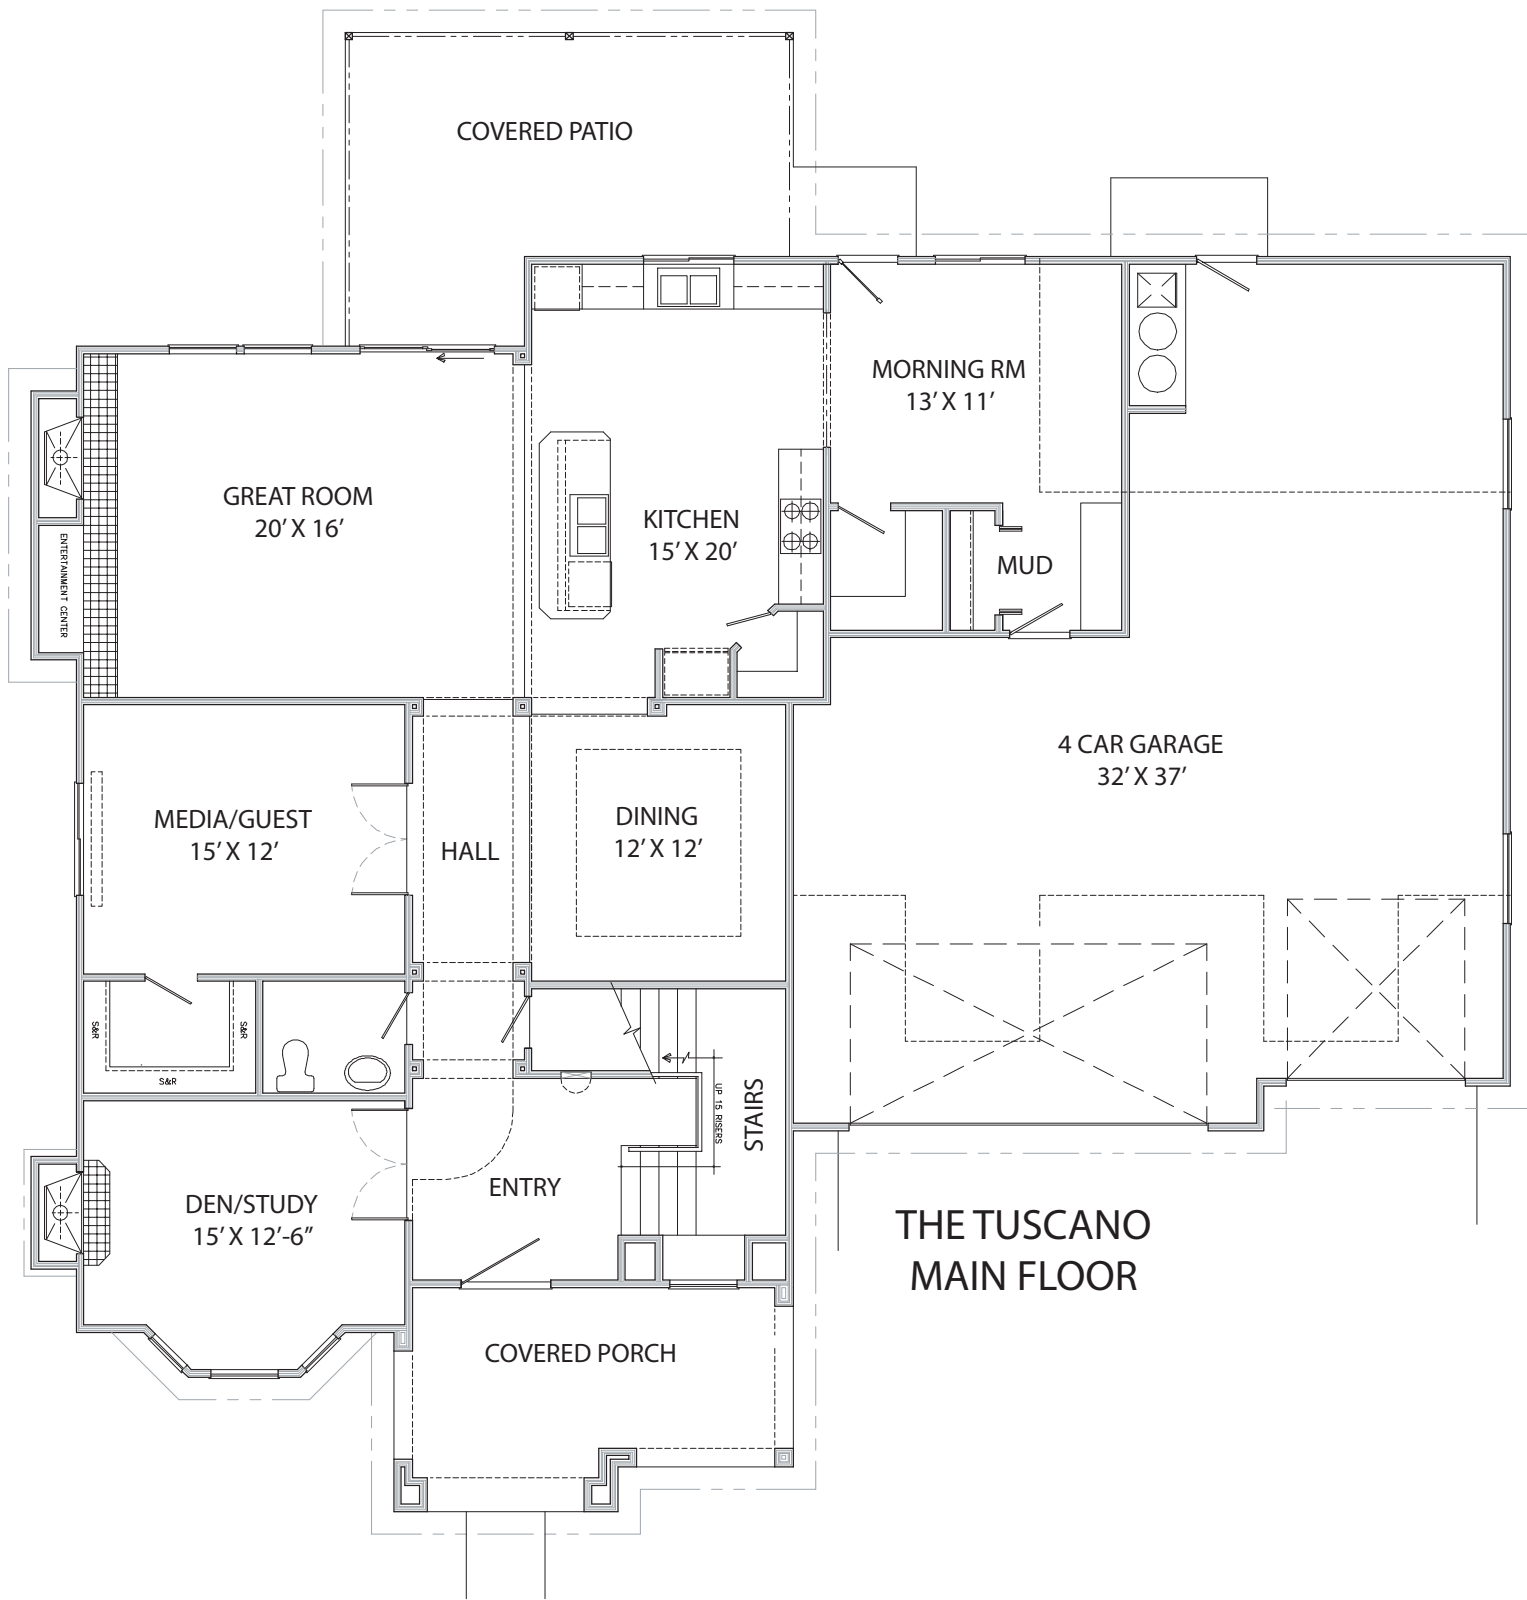 COVERED PATIO
MORNING RM
13’ X 11’
GREAT ROOM
20’ X 16’
KITCHEN
15’ X 20’
ENTERTAINMENT CENTER
MUD
4 CAR GARAGE
32’ X 37’
MEDIA/GUEST
15’ X 12’
HALL
DINING
12’ X 12’
S&R
S&R
S&R
UP 15 RISERS
STAIRS
DEN/STUDY
15’ X 12’-6”
ENTRY
THE TUSCANO
MAIN FLOOR
COVERED PORCH